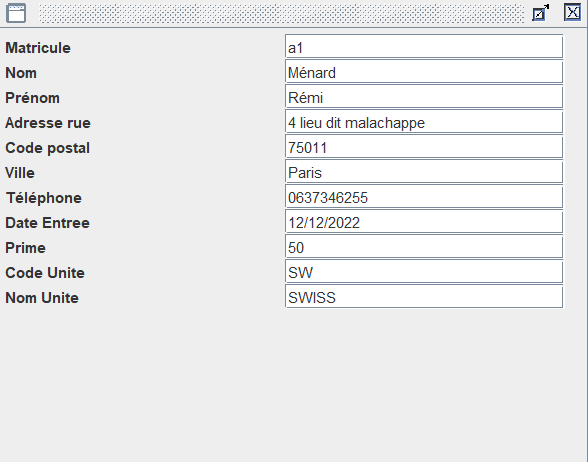 Matricule a1
Nom Ménard
Prénom Rémi
Adresse rue 4 lieu dit malachappe
Code postal 75011
Ville Paris
Téléphone 0637346255
Date Entree 12/12/2022
Prime 50
Code Unite SW
Nom Unite SWISS